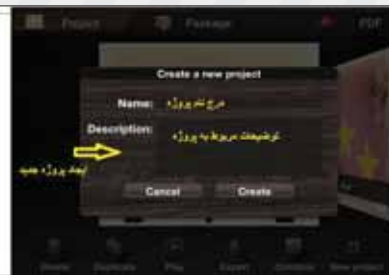 Project
Package
PDF
Create a new project
Name: درج نام پروژه
Description: توضیحات مربوط به پروژه
ایجاد پروژه جدید
Cancel
Create